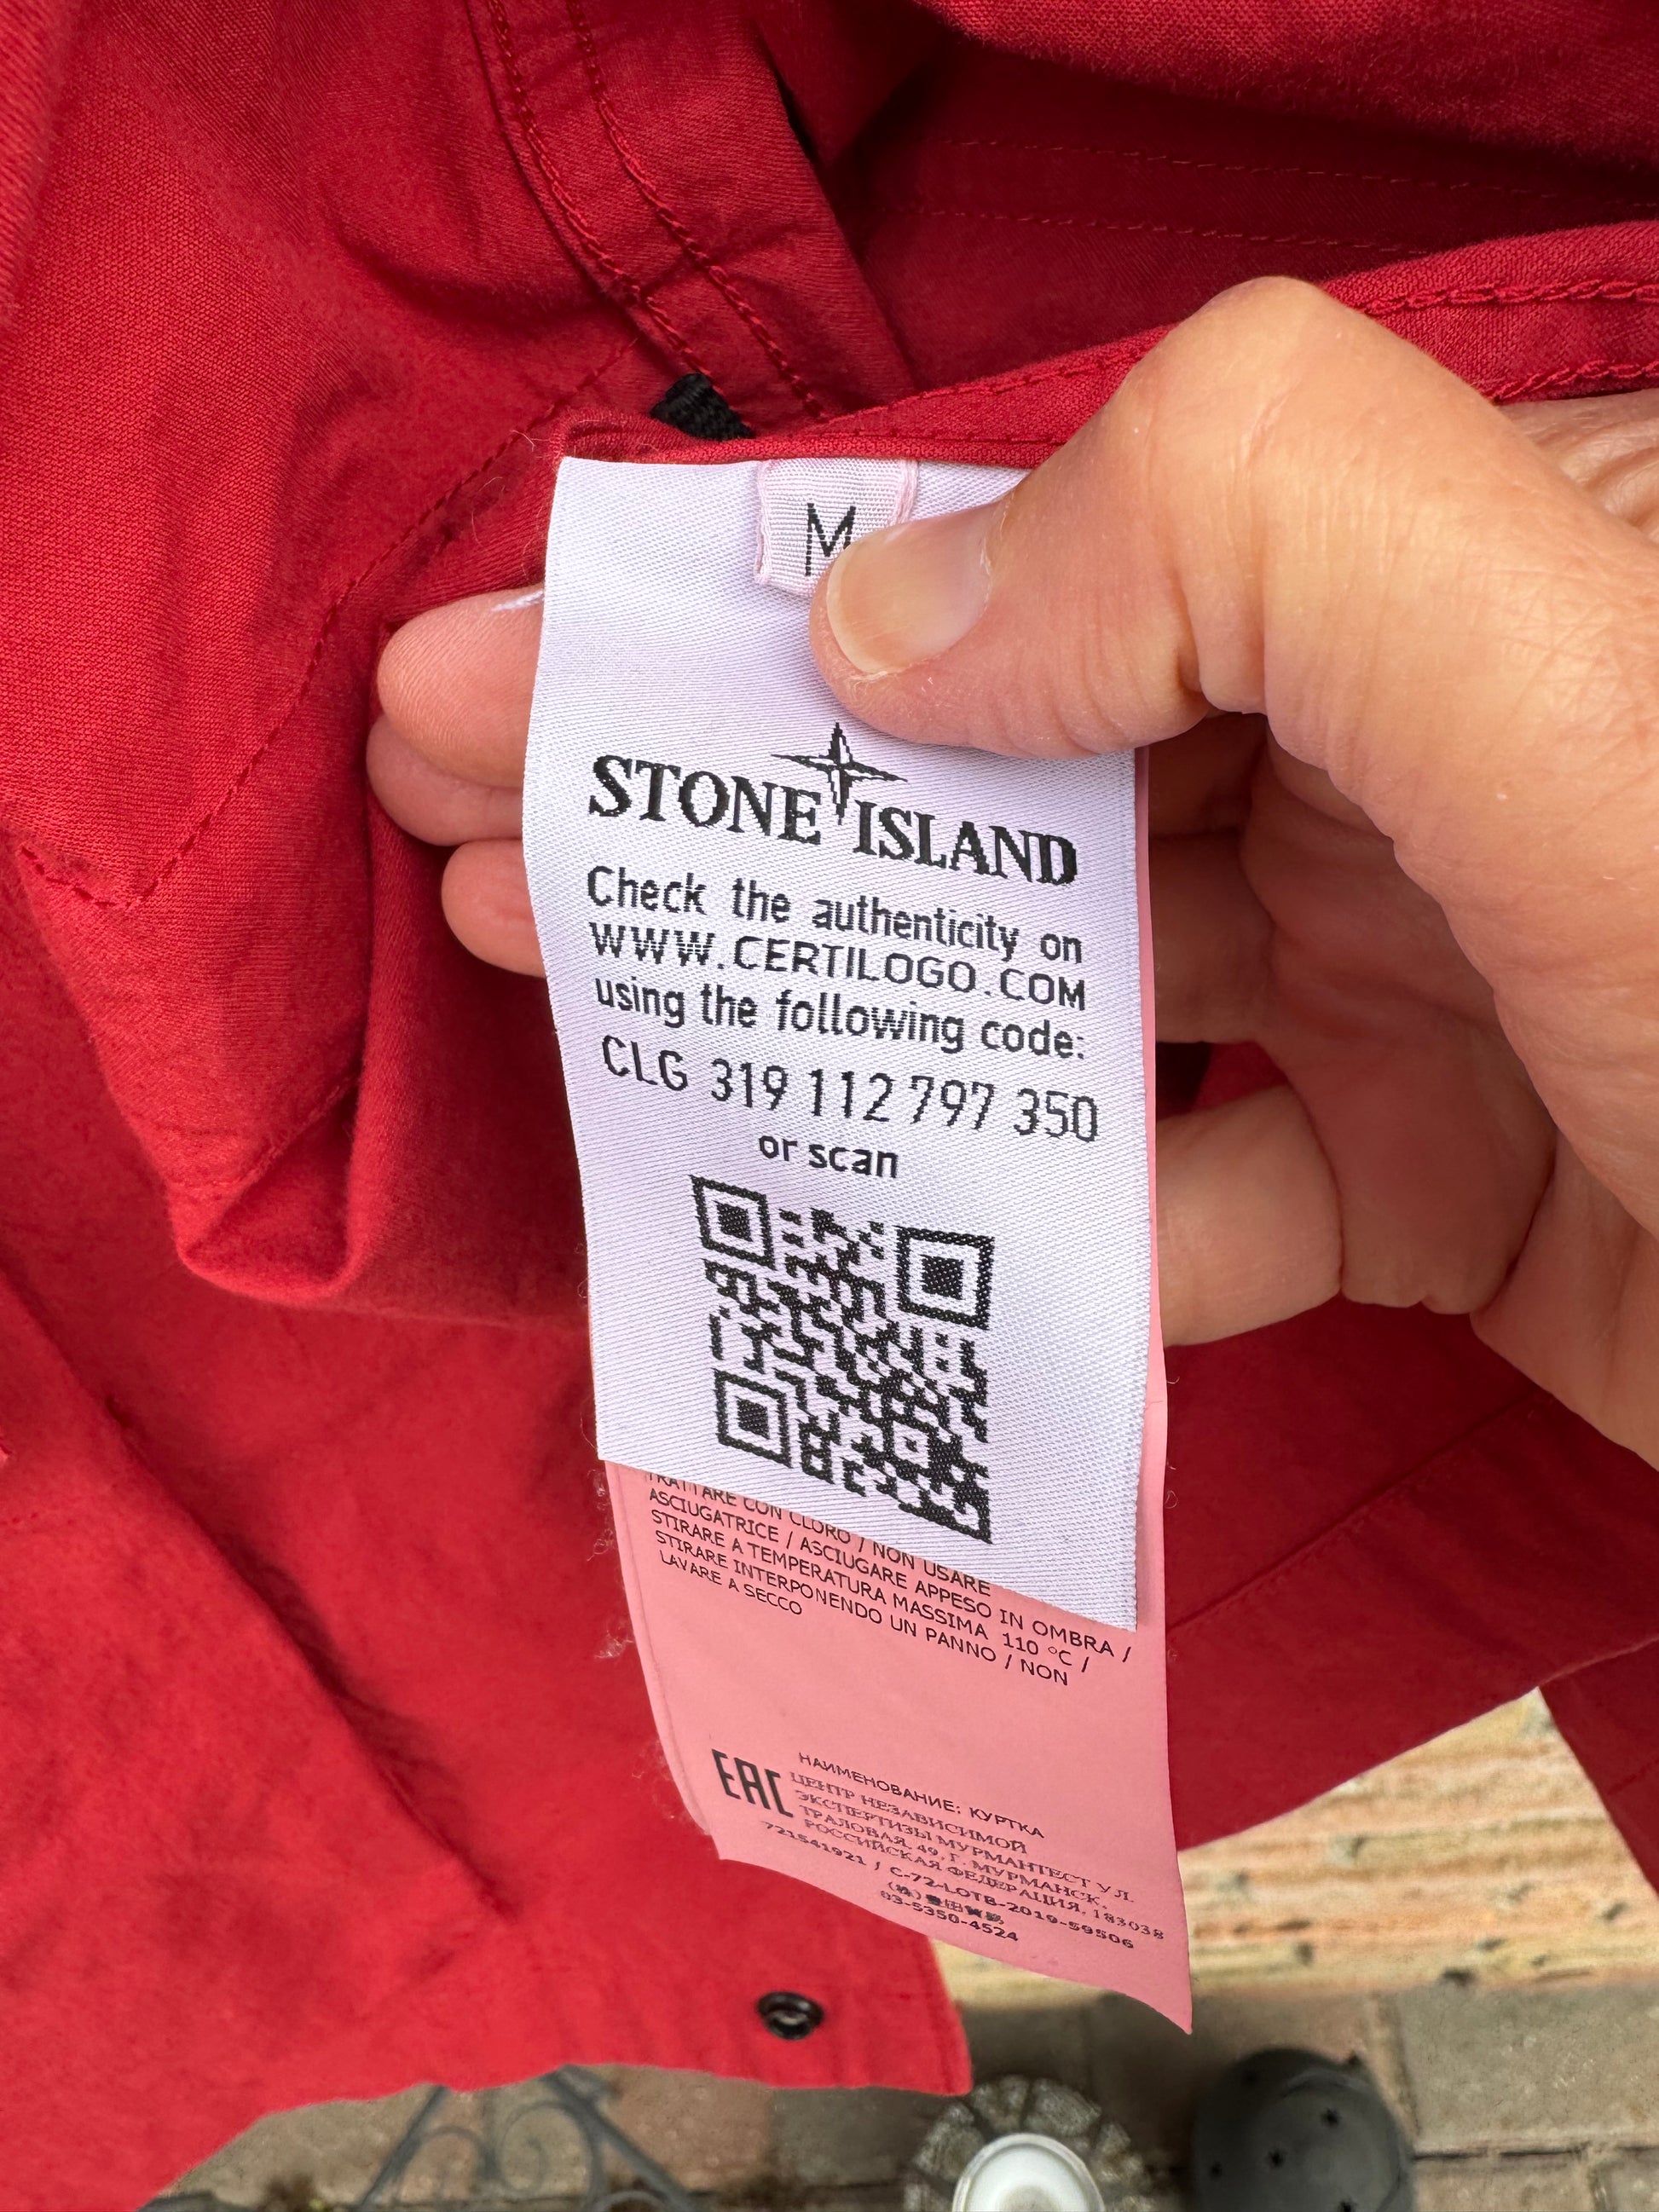 M
STONE ISLAND
Check the authenticity on
WWW.CERTILOGO.COM
using the following code:
CLG 319 112 797 350
or scan
TRATTARE CON CLORO / NON USARE
ASCIUGATRICE / ASCIUGARE APPESO IN OMBRA /
STIRARE A TEMPERATURA MASSIMA 110 °C /
STIRARE INTERPONENDO UN PANNO / NON
LAVARE A SECCO
EAC
НАИМЕНОВАНИЕ: КУРТКА
ЦЕНТР НЕЗАВИСИМОЙ
ЭКСПЕРТИЗЫ МУРМАНТЕСТ УЛ.
ТРАЛОВАЯ, 49, Г. МУРМАНСК,
РОССИЙСКАЯ ФЕДЕРАЦИЯ, 183038
721541921 / C-72-LOTB-2019-59506
(株)
03-5350-4524